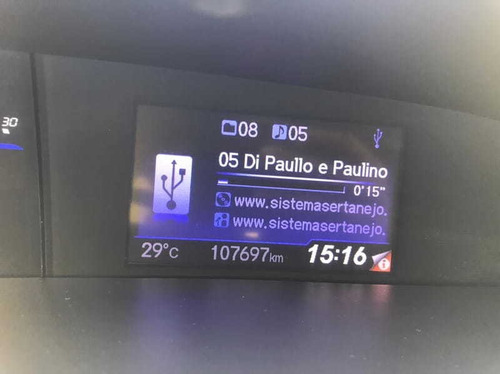 30
08 05
05 Di Paullo e Paulino
0'15"
www.sistemasertanejo.
www.sistemasertanejo.
29°C 107697km 15:16 i